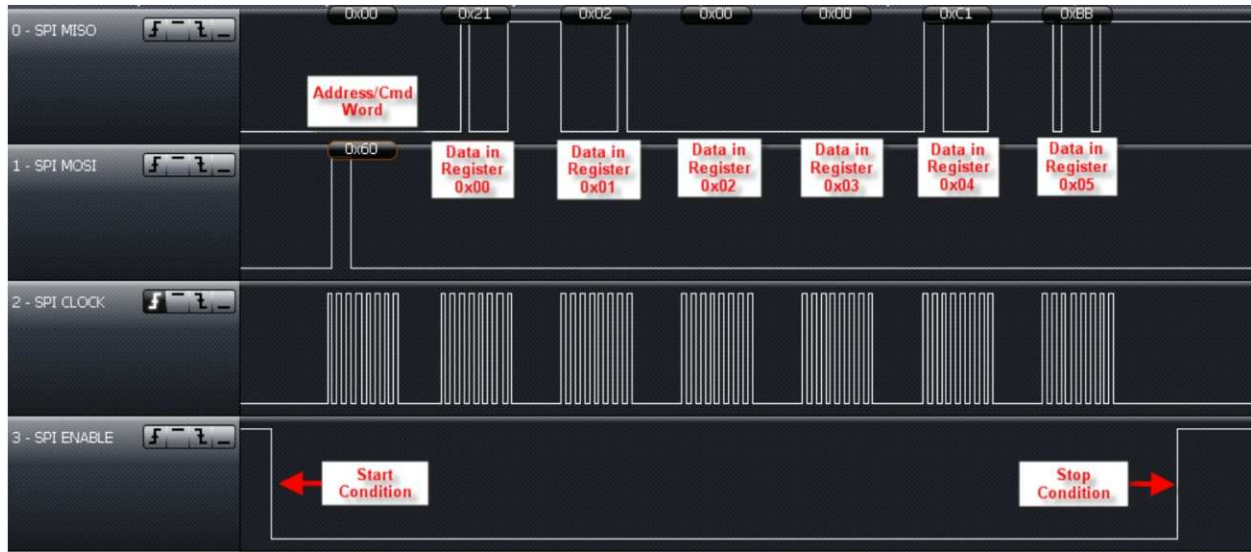 0x00 0x21 0x02 0x00 0x00 0xC1 0xBB
0 - SPI MISO
Address/Cmd
Word
0x60
1 - SPI MOSI
Data in
Register
0x00
Data in
Register
0x01
Data in
Register
0x02
Data in
Register
0x03
Data in
Register
0x04
Data in
Register
0x05
2 - SPI CLOCK
3 - SPI ENABLE
Start
Condition
Stop
Condition